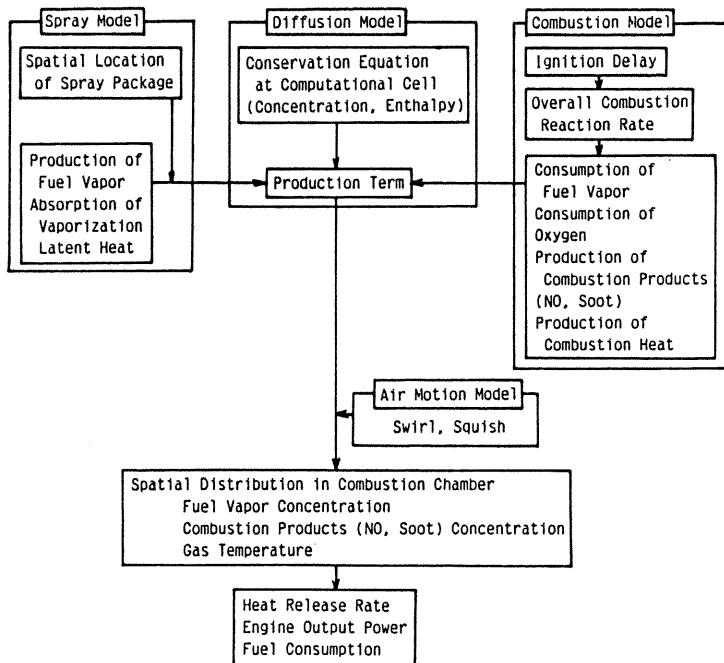 Spray Model
Spatial Location
of Spray Package
Production of
Fuel Vapor
Absorption of
Vaporization
Latent Heat
Diffusion Model
Conservation Equation
at Computational Cell
(Concentration, Enthalpy)
Production Term
Combustion Model
Ignition Delay
Overall Combustion
Reaction Rate
Consumption of
Fuel Vapor
Consumption of
Oxygen
Production of
Combustion Products
(NO, Soot)
Production of
Combustion Heat
Air Motion Model
Swirl, Squish
Spatial Distribution in Combustion Chamber
Fuel Vapor Concentration
Combustion Products (NO, Soot) Concentration
Gas Temperature
Heat Release Rate
Engine Output Power
Fuel Consumption